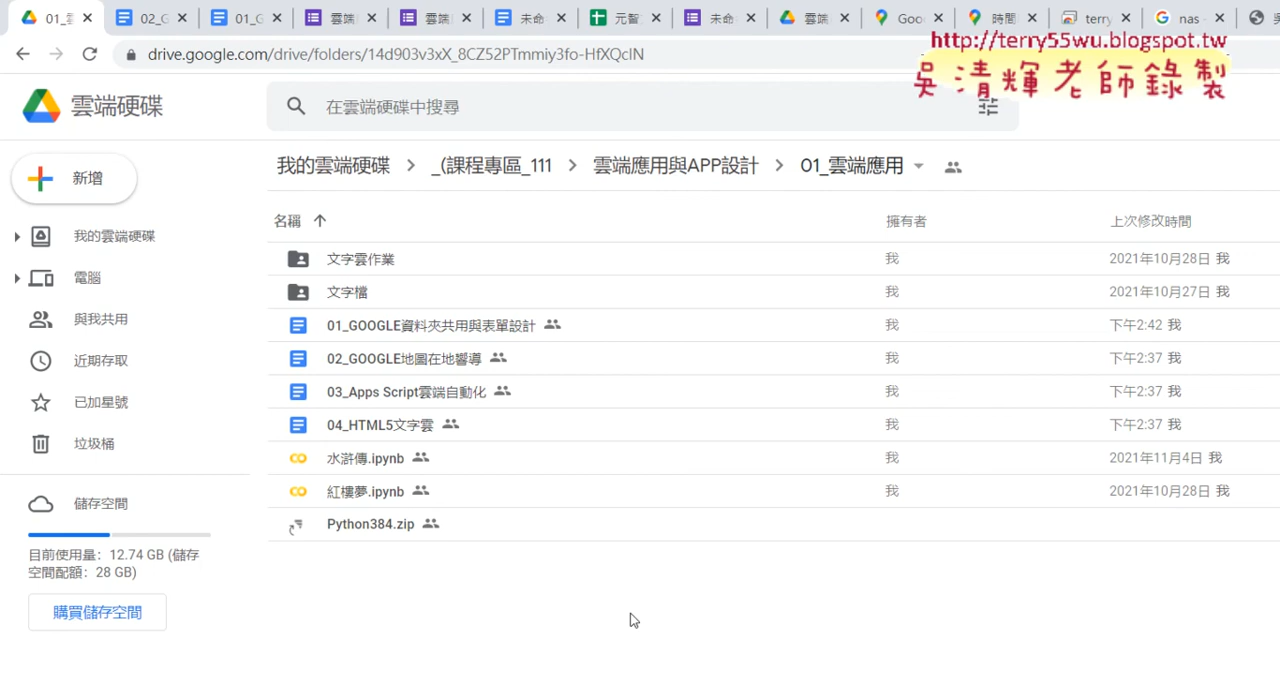 01_
02_G
01_G
雲端
雲端
未命
元智
未命
雲端
Goo
時間
terry
nas
drive.google.com/drive/folders/14d903v3xX_8CZ52PTmmiy3fo-HfXQclN
http://terry55wu.blogspot.tw
吳清輝老師錄製
雲端硬碟
在雲端硬碟中搜尋
新增
我的雲端硬碟
電腦
與我共用
近期存取
已加星號
垃圾桶
儲存空間
目前使用量：12.74 GB (儲存
空間配額：28 GB)
購買儲存空間
我的雲端硬碟 > _(課程專區_111 > 雲端應用與APP設計 > 01_雲端應用
名稱 擁有者 上次修改時間
文字雲作業 我 2021年10月28日 我
文字檔 我 2021年10月27日 我
01_GOOGLE資料夾共用與表單設計 我 下午2:42 我
02_GOOGLE地圖在地響導 我 下午2:37 我
03_Apps Script雲端自動化 我 下午2:37 我
04_HTML5文字雲 我 下午2:37 我
水滸傳.ipynb 我 2021年11月4日 我
紅樓夢.ipynb 我 2021年10月28日 我
Python384.zip